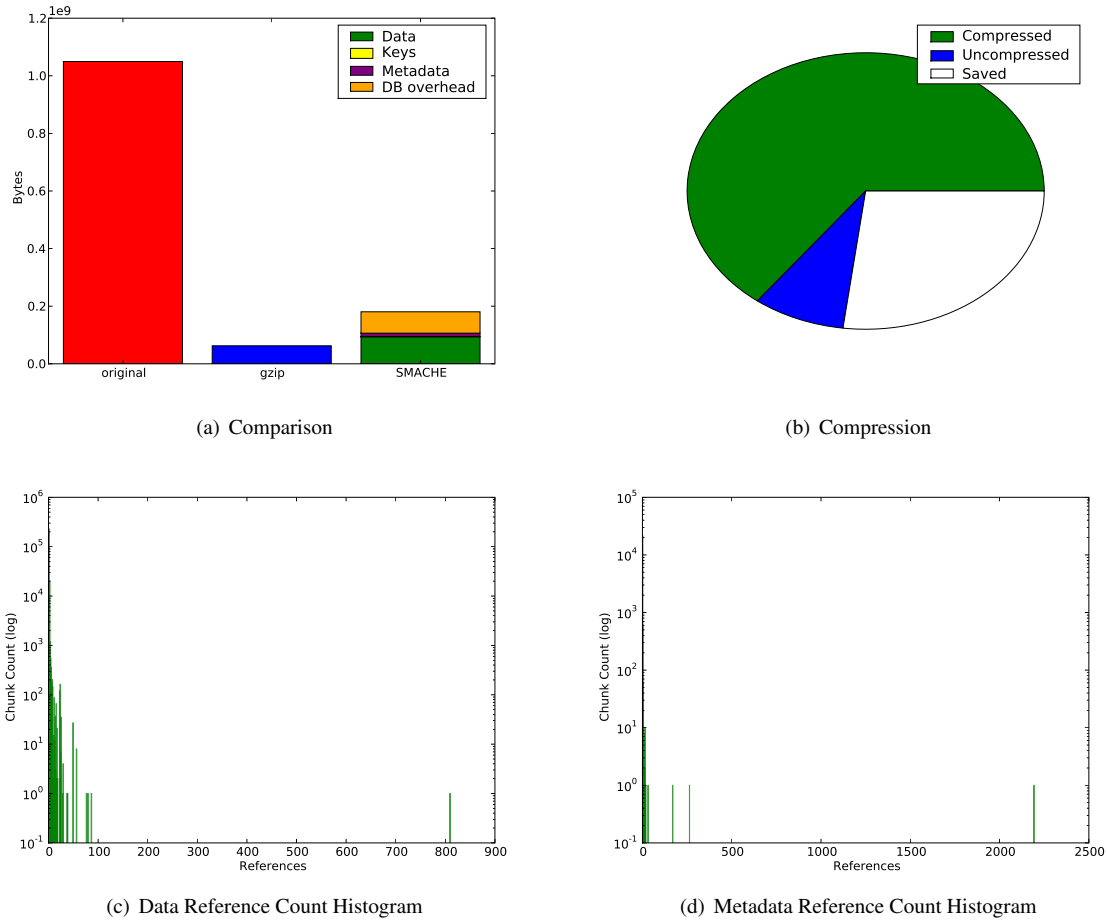 1e9
1.2
1.0
0.8
0.6
0.4
0.2
0.0
Bytes
original gzip SMACHE
Data
Keys
Metadata
DB overhead
(a) Comparison
Compressed
Uncompressed
Saved
(b) Compression
10^6
10^5
10^4
10^3
10^2
10^1
10^0
10^-1
Chunk Count (log)
0 100 200 300 400 500 600 700 800 900
References
(c) Data Reference Count Histogram
10^5
10^4
10^3
10^2
10^1
10^0
10^-1
Chunk Count (log)
0 500 1000 1500 2000 2500
References
(d) Metadata Reference Count Histogram